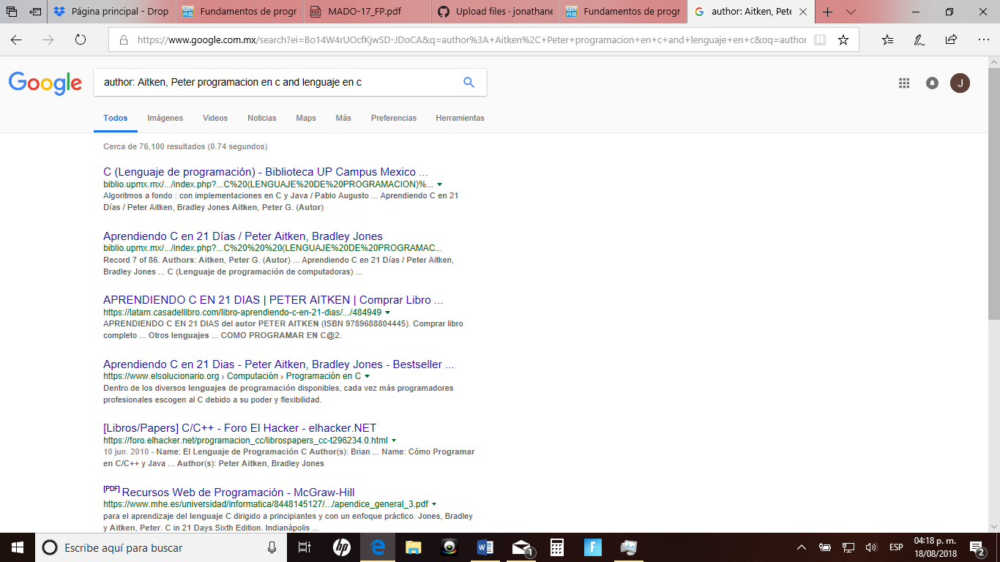 Página principal - Drop
Fundamentos de progr
MADO-17_FP.pdf
Upload files · jonathane
Fundamentos de progr
author: Aitken, Pete
https://www.google.com.mx/search?ei=Bo14W4rUOcfKjwSD-JDoCA&q=author%3A+Aitken%2C+Peter+programacion+en+c+and+lenguaje+en+c&oq=author
Google
author: Aitken, Peter programacion en c and lenguaje en c
J
Todos Imágenes Videos Noticias Maps Más Preferencias Herramientas
Cerca de 76,100 resultados (0.74 segundos)
C (Lenguaje de programación) - Biblioteca UP Campus Mexico ...
biblio.upmx.mx/.../index.php?...C%20(LENGUAJE%20DE%20PROGRAMACION)%...
Algoritmos a fondo : con implementaciones en C y Java / Pablo Augusto ... Aprendiendo C en 21
Días / Peter Aitken, Bradley Jones Aitken, Peter G. (Autor)
Aprendiendo C en 21 Días / Peter Aitken, Bradley Jones
biblio.upmx.mx/.../index.php?...C%20%20%20(LENGUAJE%20DE%20PROGRAMAC...
Record 7 of 86. Authors: Aitken, Peter G. (Autor) ... Aprendiendo C en 21 Días / Peter Aitken,
Bradley Jones ... C (Lenguaje de programación de computadoras) ...
APRENDIENDO C EN 21 DIAS | PETER AITKEN | Comprar Libro ...
https://latam.casadellibro.com/libro-aprendiendo-c-en-21-dias/.../484949
APRENDIENDO C EN 21 DIAS del autor PETER AITKEN (ISBN 9789688804445). Comprar libro
completo ... Otros lenguajes ... COMO PROGRAMAR EN C@2.
Aprendiendo C en 21 Dias - Peter Aitken, Bradley Jones - Bestseller ...
https://www.elsolucionario.org › Computación › Programación en C
Dentro de los diversos lenguajes de programación disponibles, cada vez más programadores
profesionales escogen al C debido a su poder y flexibilidad.
[Libros/Papers] C/C++ - Foro El Hacker - elhacker.NET
https://foro.elhacker.net/programacion_cc/librospapers_cc-t296234.0.html
10 jun. 2010 - Name: El Lenguaje de Programación C Author(s): Brian ... Name: Cómo Programar
en C/C++ y Java ... Author(s): Peter Aitken, Bradley Jones
[PDF] Recursos Web de Programación - McGraw-Hill
https://www.mhe.es/universidad/informatica/8448145127/.../apendice_general_3.pdf
para el aprendizaje del lenguaje C dirigido a principiantes y con un enfoque práctico. Jones, Bradley
y Aitken, Peter. C in 21 Days.Sixth Edition. Indianápolis ...
Escribe aquí para buscar
hp
1
ESP
04:18 p. m.
18/08/2018
2